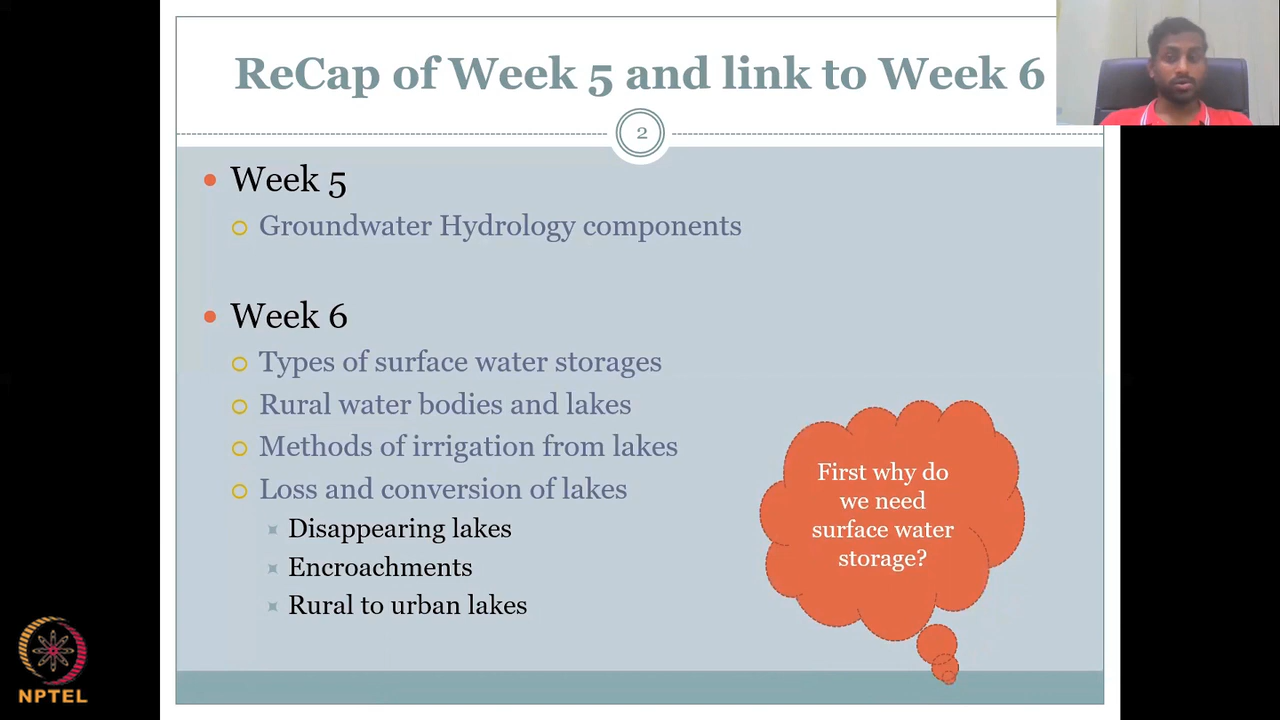 ReCap of Week 5 and link to Week 6
2
Week 5
Groundwater Hydrology components
Week 6
Types of surface water storages
Rural water bodies and lakes
Methods of irrigation from lakes
Loss and conversion of lakes
Disappearing lakes
Encroachments
Rural to urban lakes
First why do
we need
surface water
storage?
NPTEL